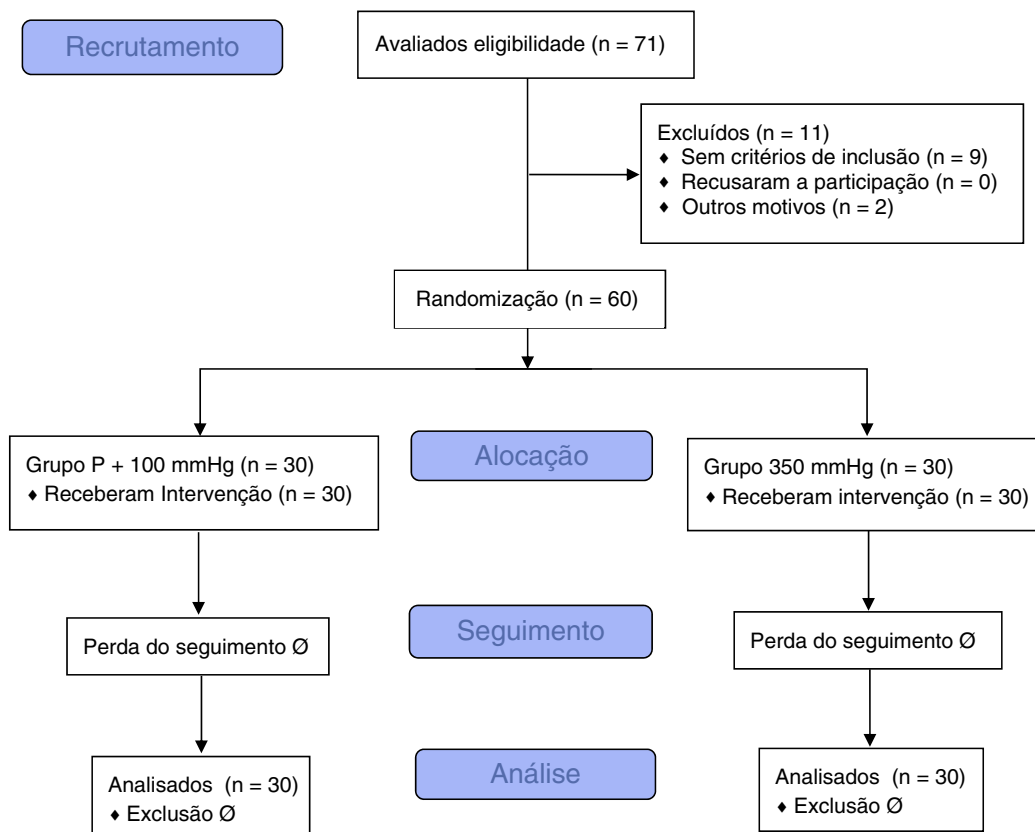 Recrutamento
Avaliados eligibilidade (n = 71)
Excluídos (n = 11)
♦ Sem critérios de inclusão (n = 9)
♦ Recusaram a participação (n = 0)
♦ Outros motivos (n = 2)
Randomização (n = 60)
Alocação
Grupo P + 100 mmHg (n = 30)
♦ Receberam Intervenção (n = 30)
Grupo 350 mmHg (n = 30)
♦ Receberam intervenção (n = 30)
Seguimento
Perda do seguimento Ø
Perda do seguimento Ø
Análise
Analisados (n = 30)
♦ Exclusão Ø
Analisados (n = 30)
♦ Exclusão Ø